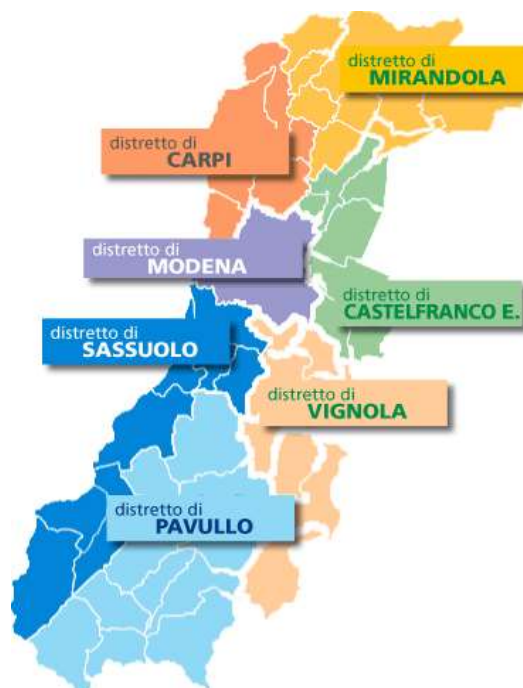 distretto di
MIRANDOLA
distretto di
CARPI
distretto di
MODENA
distretto di
CASTELFRANCO E.
distretto di
SASSUOLO
distretto di
VIGNOLA
distretto di
PAVULLO